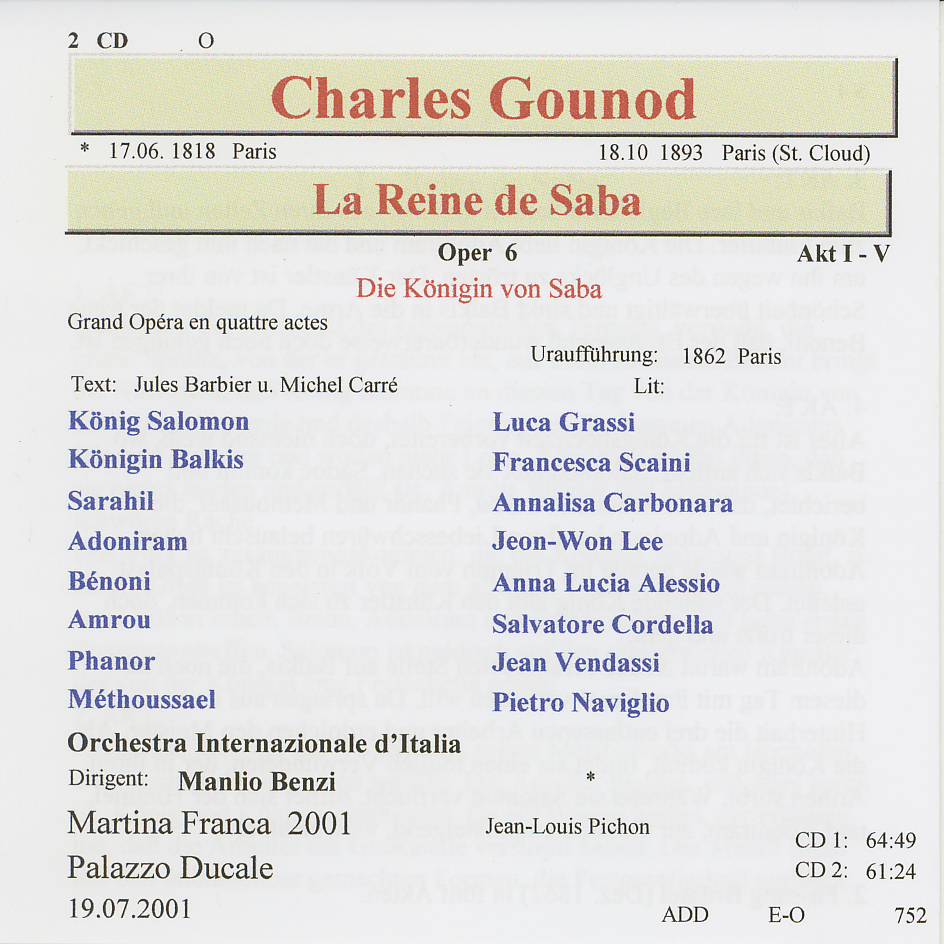 2 CD O
Charles Gounod
* 17.06. 1818 Paris 18.10 1893 Paris (St. Cloud)
La Reine de Saba
Oper 6 Akt I - V
Die Königin von Saba
Grand Opéra en quattre actes
Uraufführung: 1862 Paris
Text: Jules Barbier u. Michel Carré Lit:
König Salomon Luca Grassi
Königin Balkis Francesca Scaini
Sarahil Annalisa Carbonara
Adoniram Jeon-Won Lee
Bénoni Anna Lucia Alessio
Amrou Salvatore Cordella
Phanor Jean Vendassi
Méthoussael Pietro Naviglio
Orchestra Internazionale d'Italia
Dirigent: Manlio Benzi *
Martina Franca 2001 Jean-Louis Pichon
CD 1: 64:49
Palazzo Ducale CD 2: 61:24
19.07.2001 ADD E-O 752